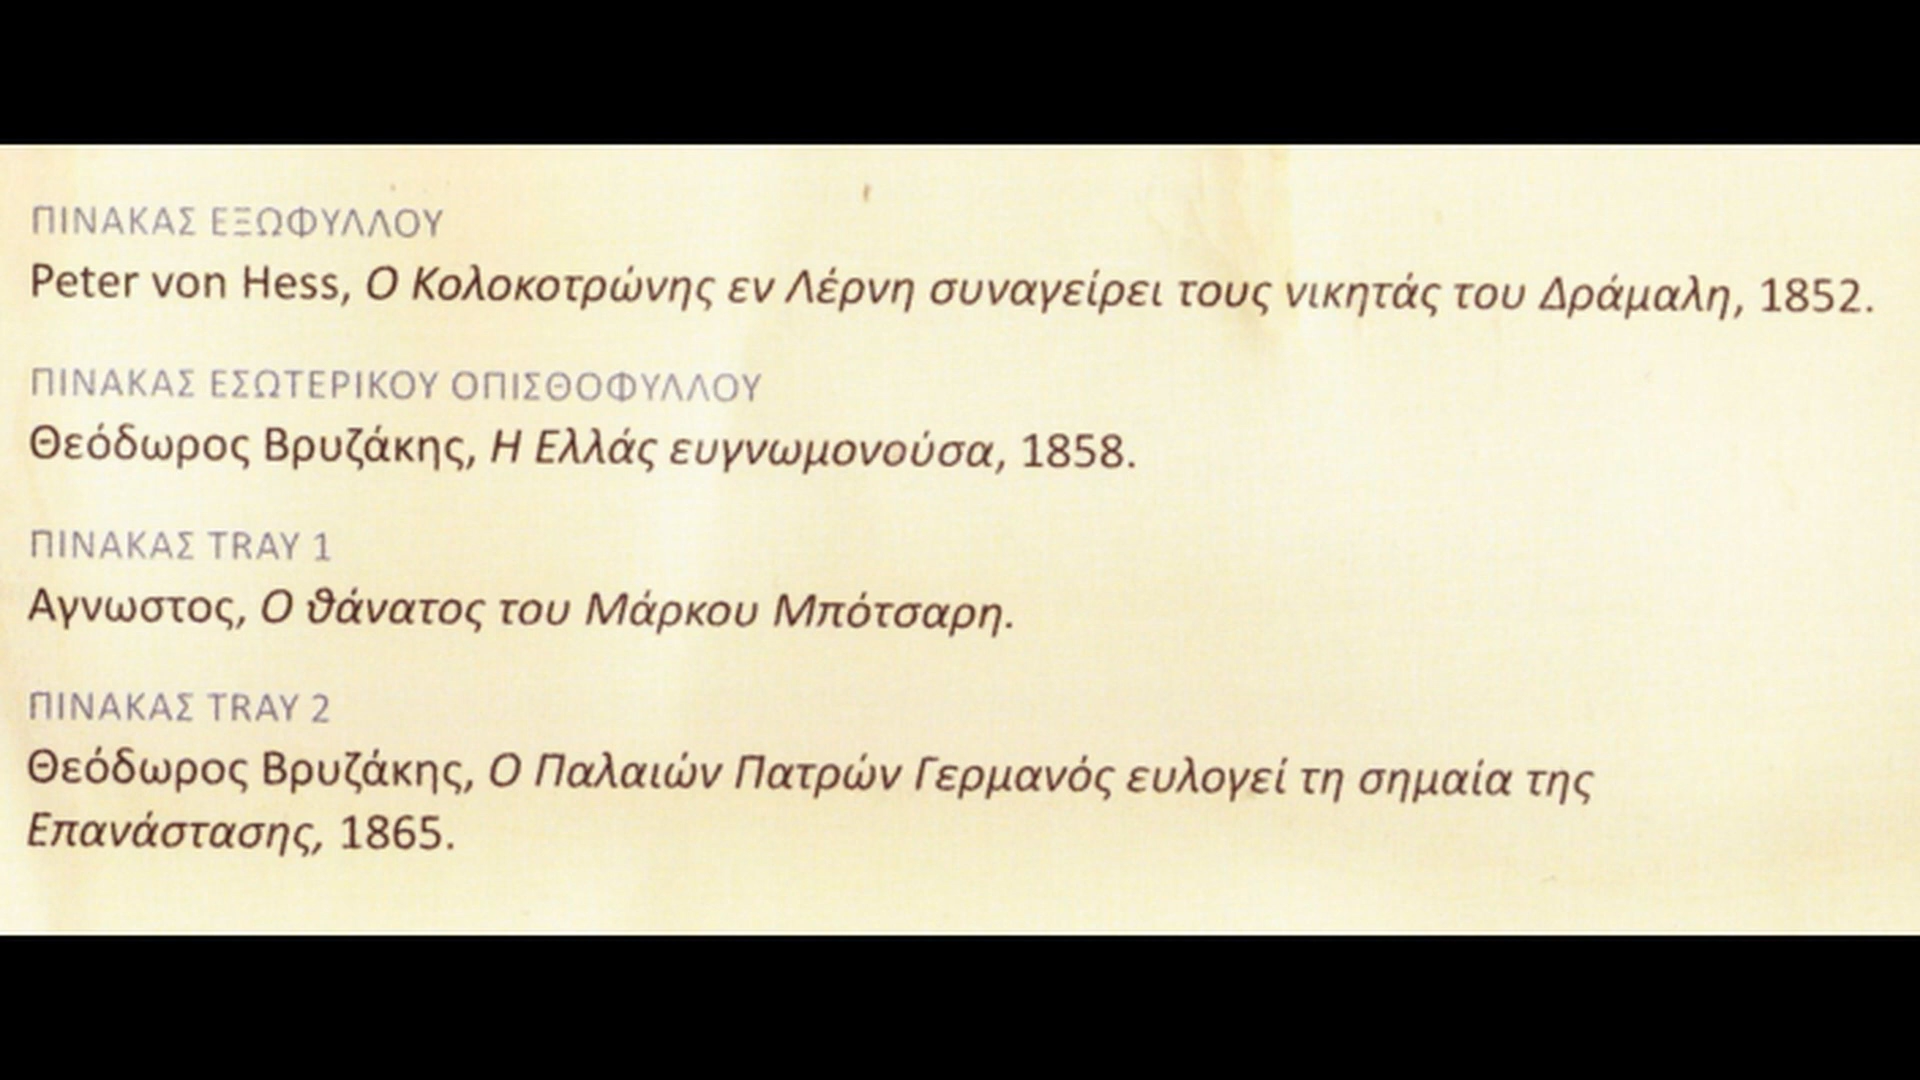 ΠΙΝΑΚΑΣ ΕΞΩΦΥΛΛΟΥ
Peter von Hess, Ο Κολοκοτρώνης εν Λέρνη συναγείρει τους νικητάς του Δράμαλη, 1852.
ΠΙΝΑΚΑΣ ΕΣΩΤΕΡΙΚΟΥ ΟΠΙΣΘΟΦΥΛΛΟΥ
Θεόδωρος Βρυζάκης, Η Ελλάς ευγνωμονούσα, 1858.
ΠΙΝΑΚΑΣ TRAY 1
Αγνωστος, Ο θάνατος του Μάρκου Μπότσαρη.
ΠΙΝΑΚΑΣ TRAY 2
Θεόδωρος Βρυζάκης, Ο Παλαιών Πατρών Γερμανός ευλογεί τη σημαία της
Επανάστασης, 1865.